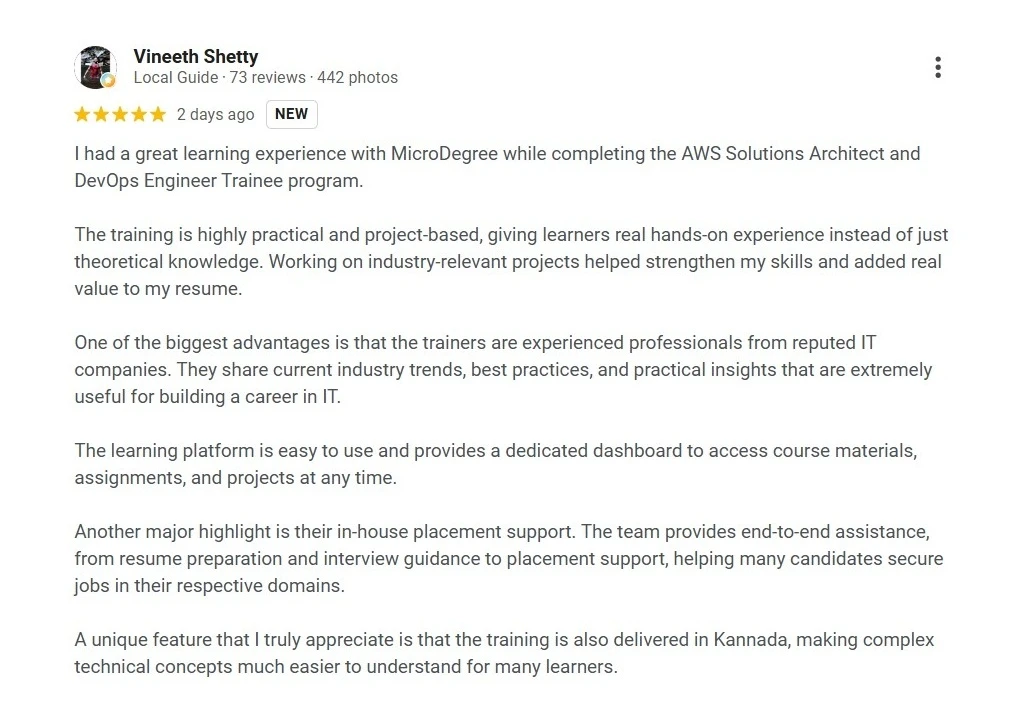 Vineeth Shetty
Local Guide · 73 reviews · 442 photos
2 days ago NEW
I had a great learning experience with MicroDegree while completing the AWS Solutions Architect and
DevOps Engineer Trainee program.
The training is highly practical and project-based, giving learners real hands-on experience instead of just
theoretical knowledge. Working on industry-relevant projects helped strengthen my skills and added real
value to my resume.
One of the biggest advantages is that the trainers are experienced professionals from reputed IT
companies. They share current industry trends, best practices, and practical insights that are extremely
useful for building a career in IT.
The learning platform is easy to use and provides a dedicated dashboard to access course materials,
assignments, and projects at any time.
Another major highlight is their in-house placement support. The team provides end-to-end assistance,
from resume preparation and interview guidance to placement support, helping many candidates secure
jobs in their respective domains.
A unique feature that I truly appreciate is that the training is also delivered in Kannada, making complex
technical concepts much easier to understand for many learners.